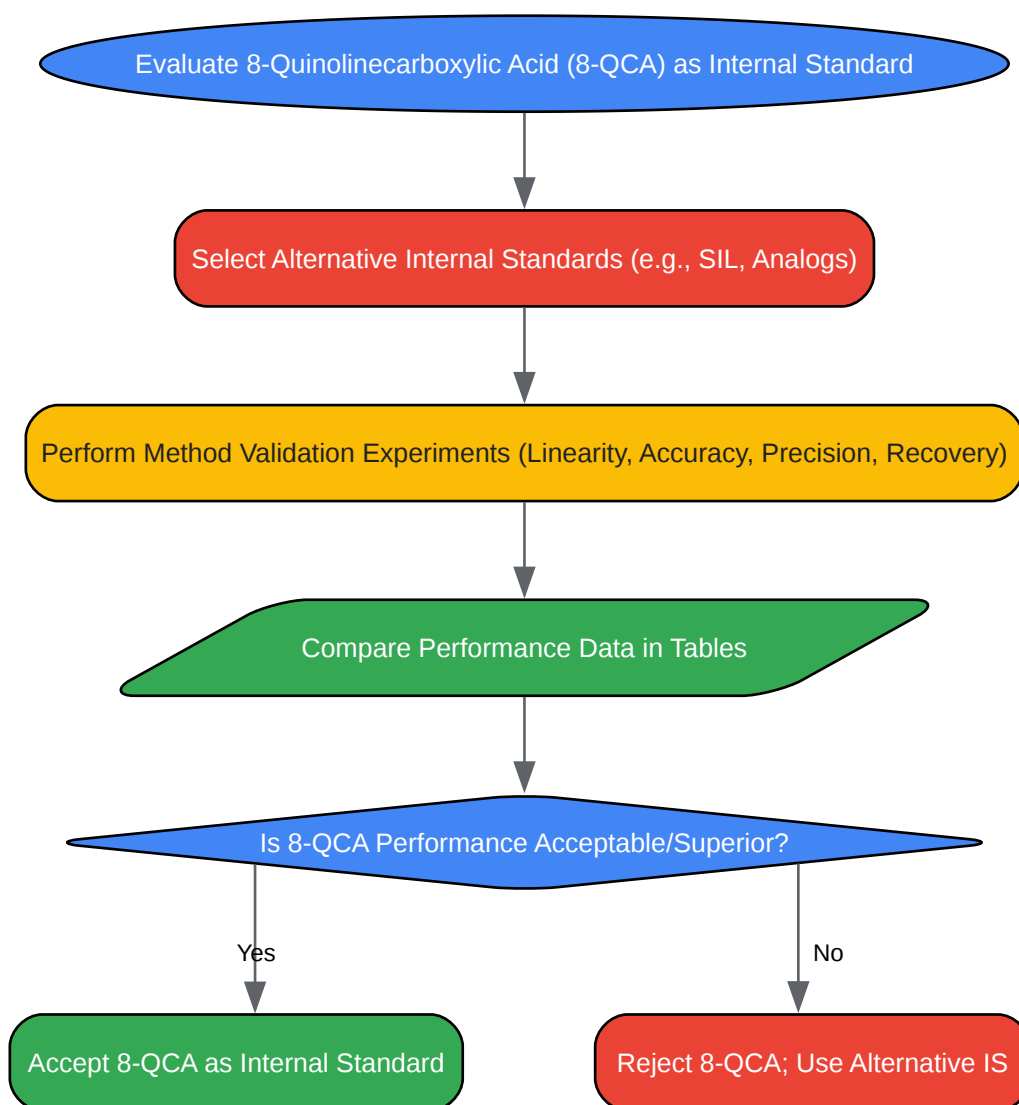 Evaluate 8-Quinolinecarboxylic Acid (8-QCA) as Internal Standard
Select Alternative Internal Standards (e.g., SIL, Analogs)
Perform Method Validation Experiments (Linearity, Accuracy, Precision, Recovery)
Compare Performance Data in Tables
Is 8-QCA Performance Acceptable/Superior?
Yes
No
Accept 8-QCA as Internal Standard
Reject 8-QCA; Use Alternative IS